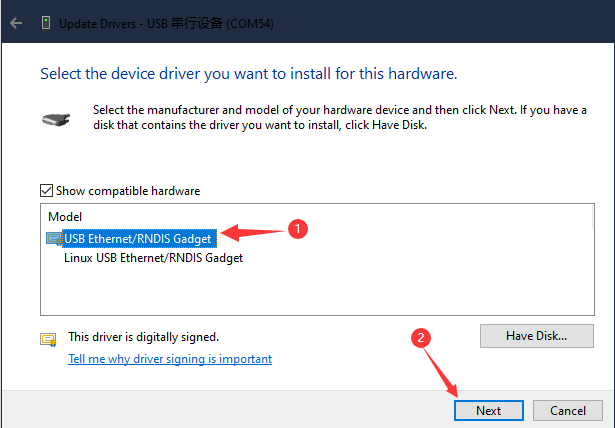 Update Drivers - USB 串行设备 (COM54)
Select the device driver you want to install for this hardware.
Select the manufacturer and model of your hardware device and then click Next. If you have a
disk that contains the driver you want to install, click Have Disk.
Show compatible hardware
Model
USB Ethernet/RNDIS Gadget
1
Linux USB Ethernet/RNDIS Gadget
This driver is digitally signed.
Have Disk...
2
Tell me why driver signing is important
Next
Cancel